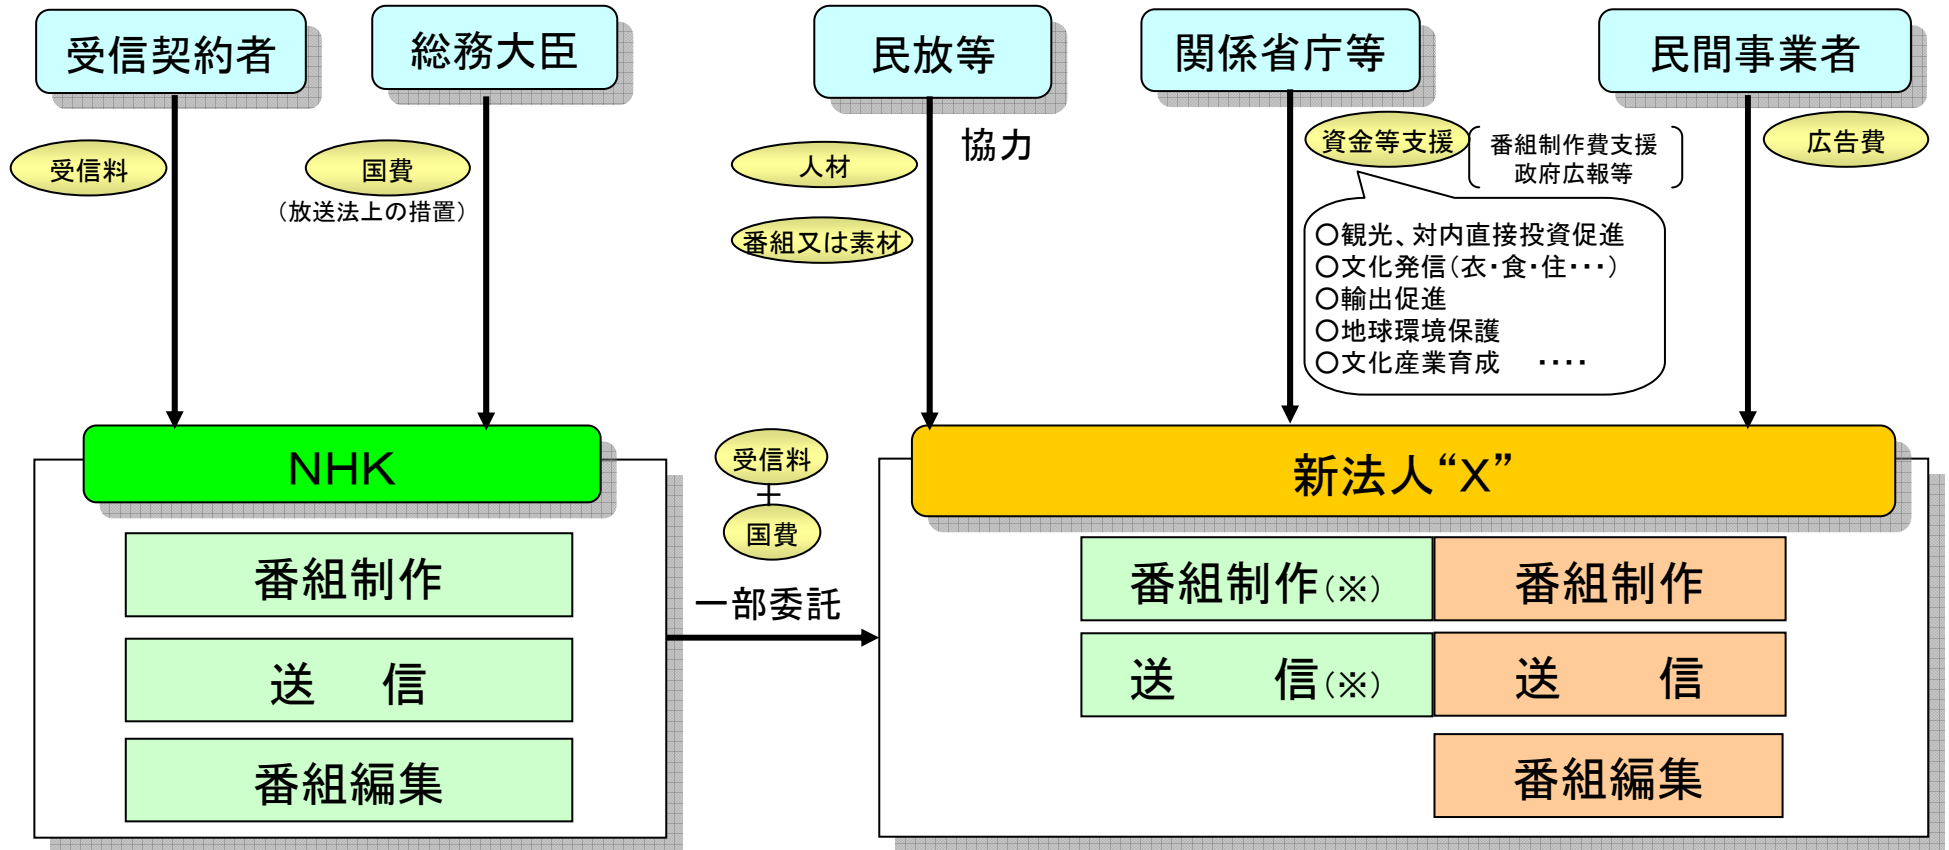 受信契約者
総務大臣
民放等
関係省庁等
民間事業者
受信料
国費
(放送法上の措置)
人材
協力
番組又は素材
資金等支援
番組制作費支援
政府広報等
広告費
○観光、対内直接投資促進
○文化発信(衣・食・住・・・)
○輸出促進
○地球環境保護
○文化産業育成 ・・・・
NHK
受信料
+
国費
一部委託
新法人“X”
番組制作
送 信
番組編集
番組制作(※)
番組制作
送 信(※)
送 信
番組編集